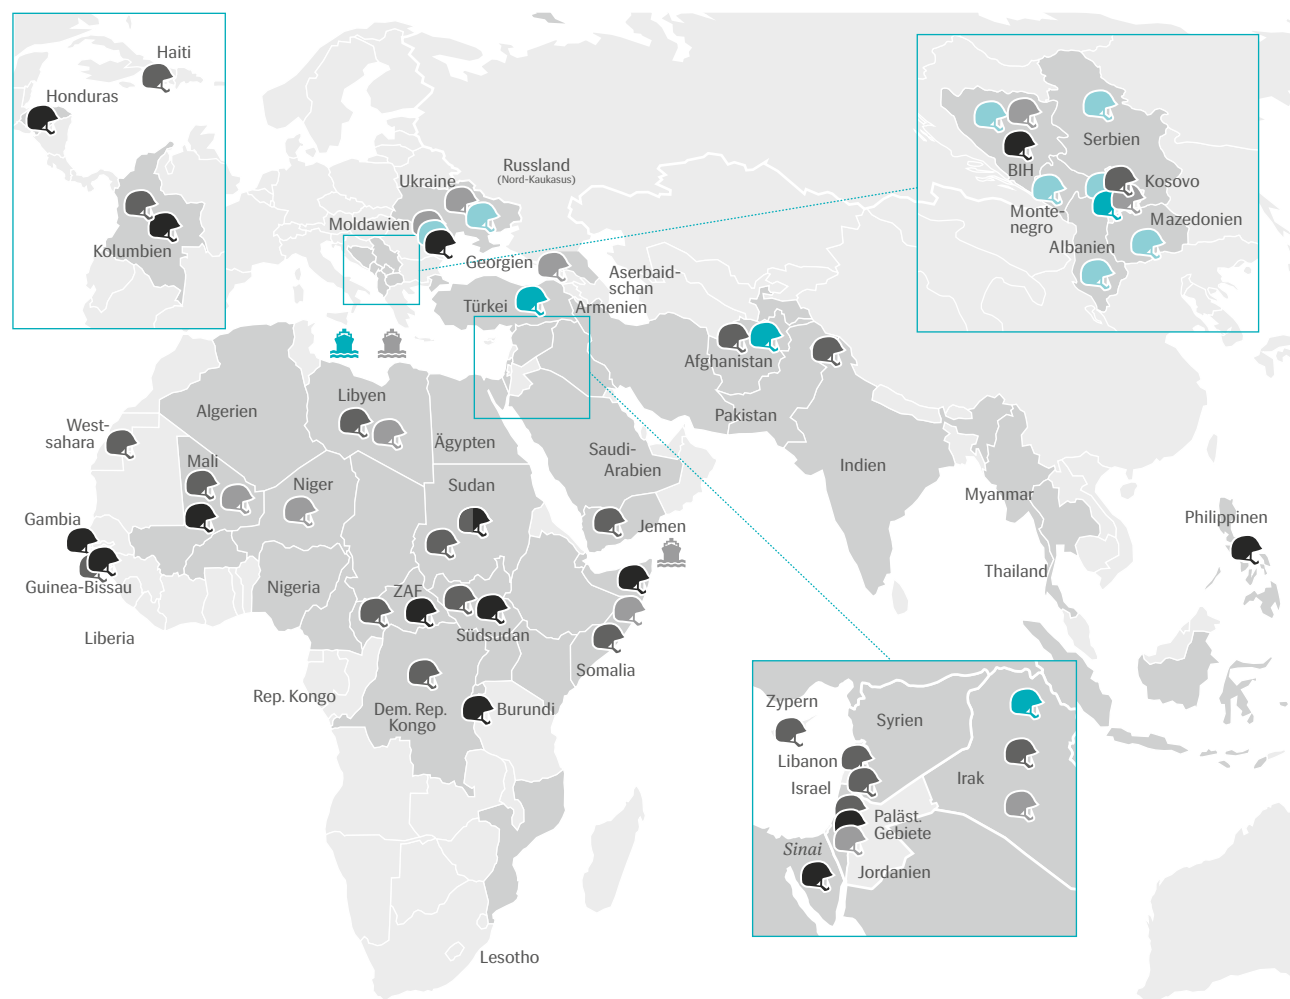 Haiti
Honduras
Kolumbien
Russland
(Nord-Kaukasus)
Ukraine
Moldawien
Georgien
Aserbaid-
schan
Türkei
Armenien
Serbien
BIH
Kosovo
Monte-
negro
Mazedonien
Albanien
Afghanistan
Pakistan
Indien
Myanmar
Thailand
Philippinen
Algerien
Libyen
Ägypten
West-
sahara
Mali
Niger
Sudan
Saudi-
Arabien
Jemen
Gambia
Guinea-Bissau
Nigeria
ZAF
Südsudan
Liberia
Somalia
Rep. Kongo
Dem. Rep.
Kongo
Burundi
Lesotho
Zypern
Syrien
Libanon
Israel
Irak
Paläst.
Gebiete
Sinai
Jordanien